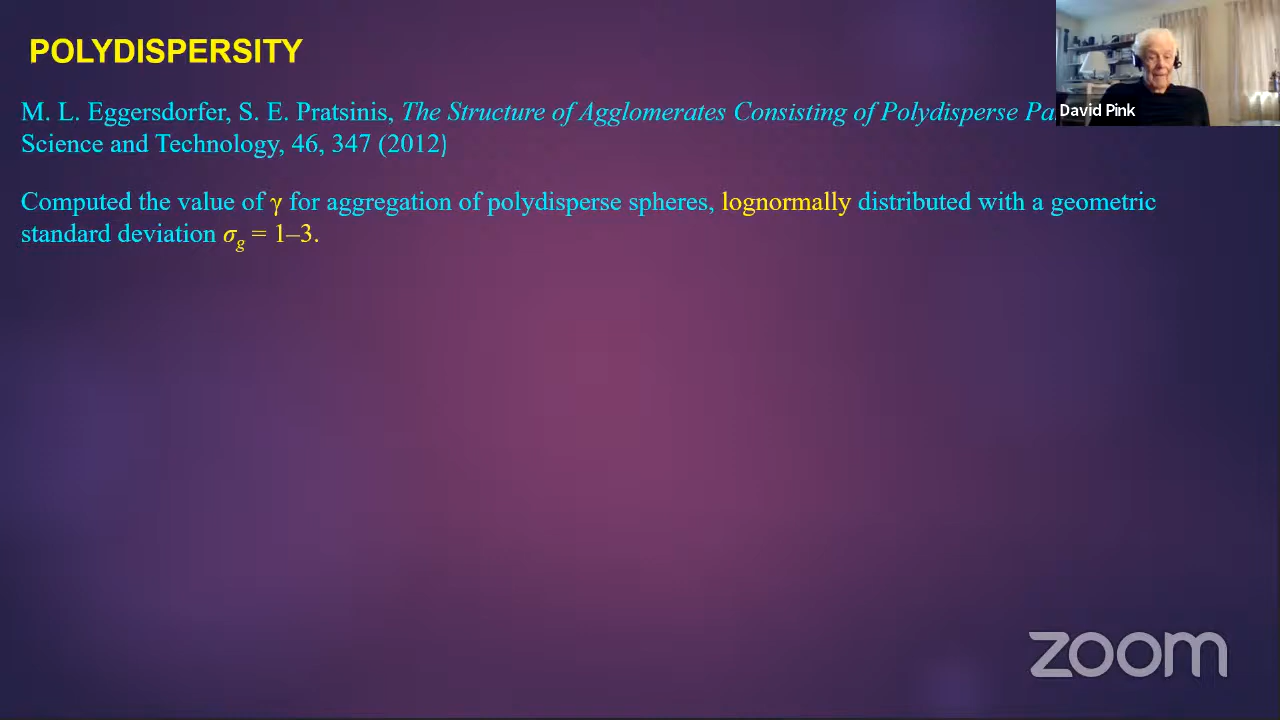 POLYDISPERSITY
M. L. Eggersdorfer, S. E. Pratsinis, The Structure of Agglomerates Consisting of Polydisperse
Science and Technology, 46, 347 (2012)
Computed the value of γ for aggregation of polydisperse spheres, lognormally distributed with a geometric
standard deviation σg = 1–3.
David Pink
zoom